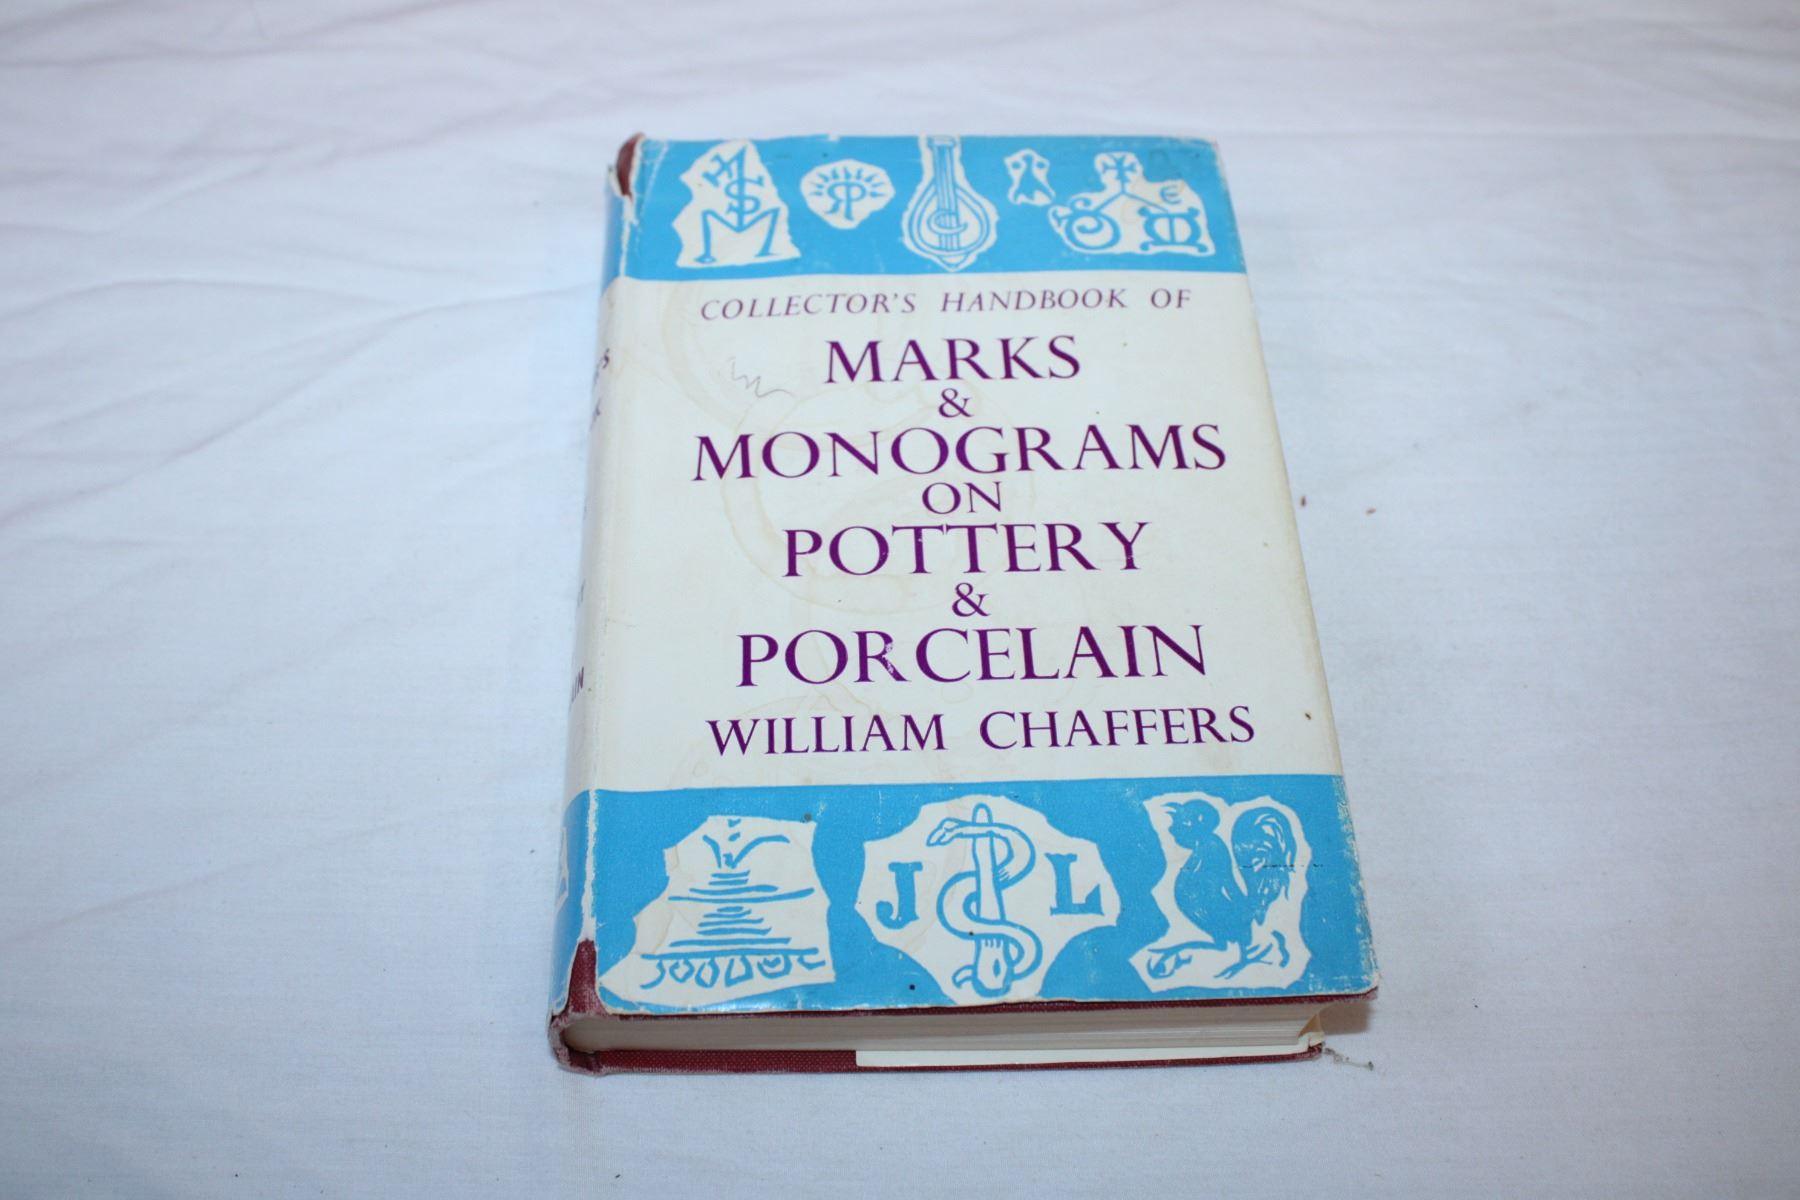 COLLECTOR'S HANDBOOK OF
MARKS
&
MONOGRAMS
ON
POTTERY
&
PORCELAIN
WILLIAM CHAFFERS
J L